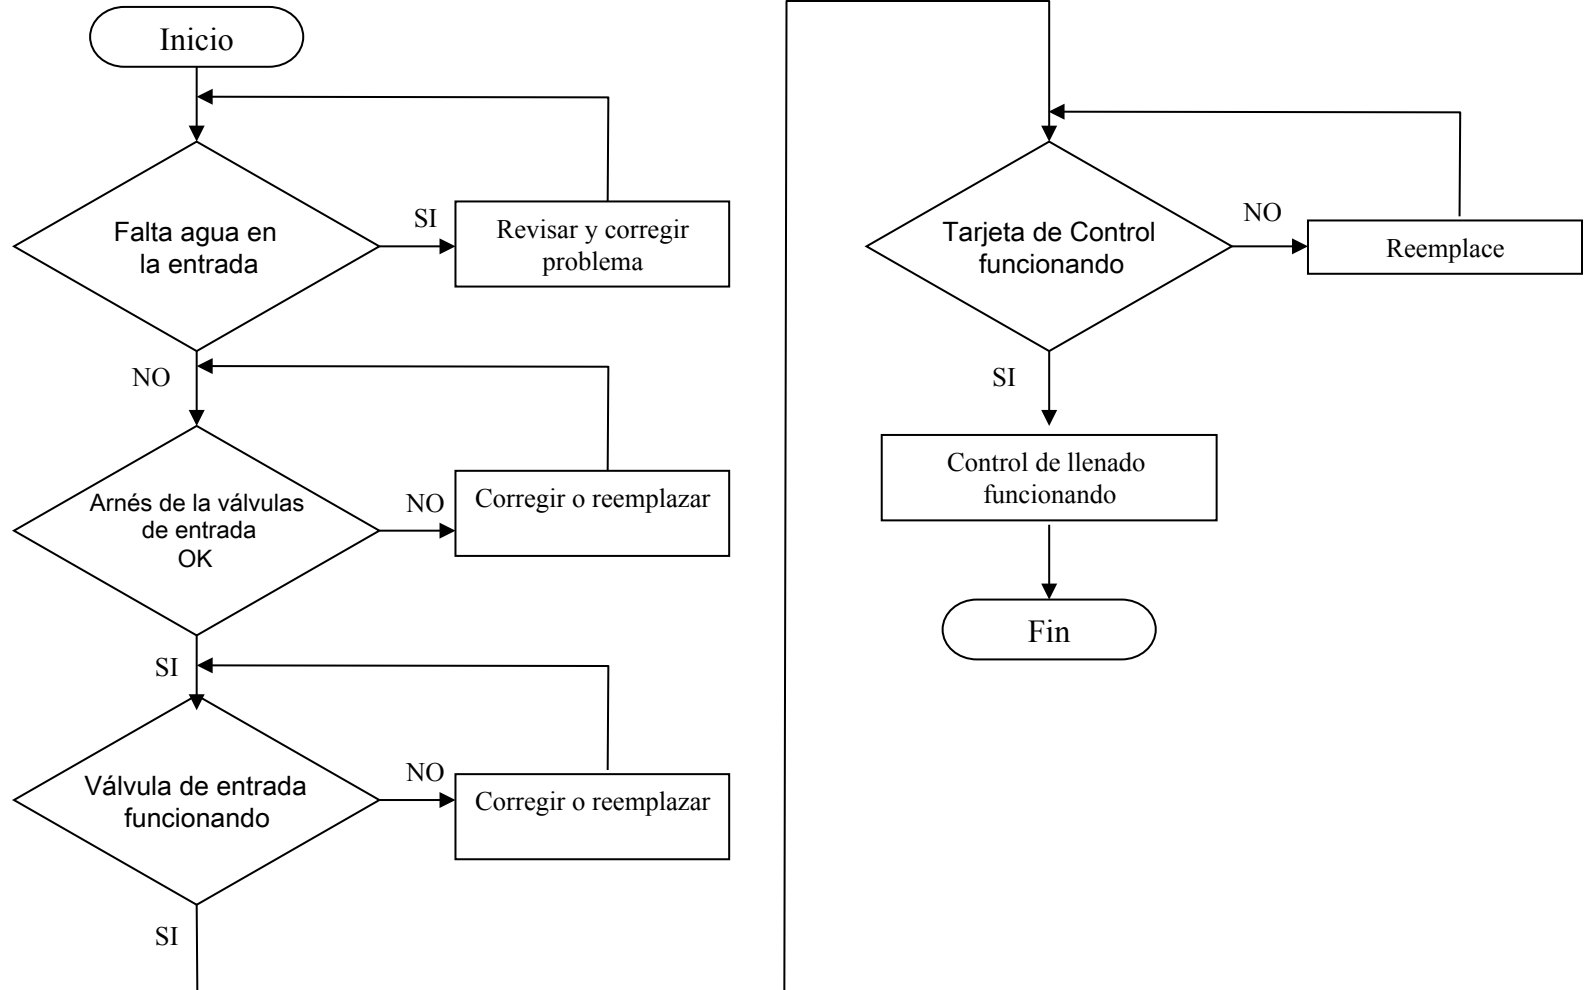 Inicio
Falta agua en
la entrada
SI
Revisar y corregir
problema
NO
Arnés de la válvulas
de entrada
OK
NO
Corregir o reemplazar
SI
Válvula de entrada
funcionando
NO
Corregir o reemplazar
SI
Tarjeta de Control
funcionando
NO
Reemplace
SI
Control de llenado
funcionando
Fin